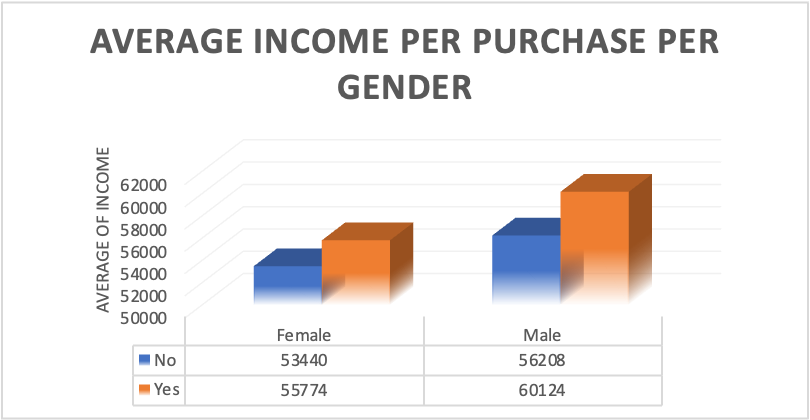 AVERAGE INCOME PER PURCHASE PER
GENDER
AVERAGE OF INCOME
62000
60000
58000
56000
54000
52000
50000
Female Male
No 53440 56208
Yes 55774 60124